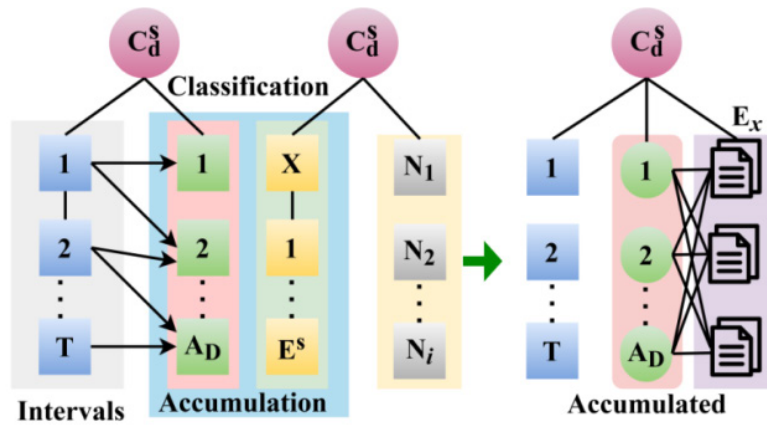 C_d^s C_d^s C_d^s
Classification
E_x
1 1 X N_1 1 1
2 2 1 N_2 2 2
T A_D E^s N_i T A_D
Intervals Accumulation Accumulated